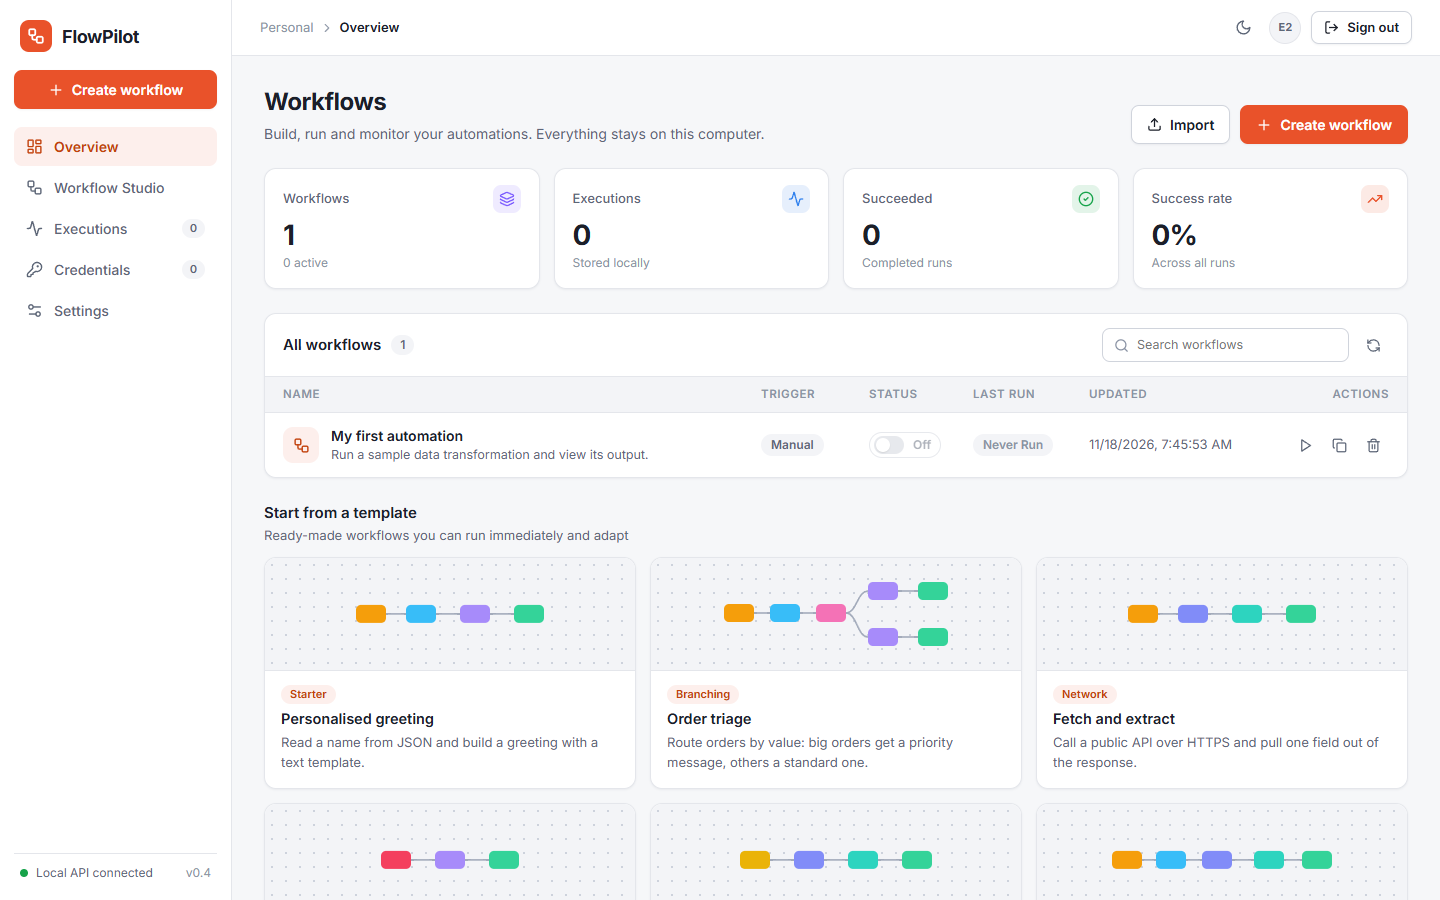 FlowPilot
Create workflow
Overview
Workflow Studio
Executions 0
Credentials 0
Settings
Local API connected v0.4
Personal > Overview
E2
Sign out
Workflows
Build, run and monitor your automations. Everything stays on this computer.
Import
Create workflow
Workflows
1
0 active
Executions
0
Stored locally
Succeeded
0
Completed runs
Success rate
0%
Across all runs
All workflows 1
Search workflows
NAME TRIGGER STATUS LAST RUN UPDATED ACTIONS
My first automation
Run a sample data transformation and view its output.
Manual
Off
Never Run
11/18/2026, 7:45:53 AM
Start from a template
Ready-made workflows you can run immediately and adapt
Starter
Personalised greeting
Read a name from JSON and build a greeting with a
text template.
Branching
Order triage
Route orders by value: big orders get a priority
message, others a standard one.
Network
Fetch and extract
Call a public API over HTTPS and pull one field out of
the response.